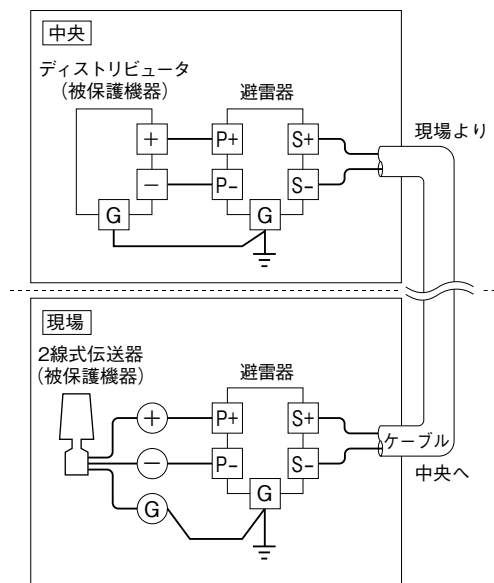 中央
ディストリビュータ
(被保護機器)
避雷器
+ P+ S+
− P− S−
G G
現場より
現場
2線式伝送器
(被保護機器)
避雷器
+ P+ S+
− P− S−
G G
ケーブル
中央へ